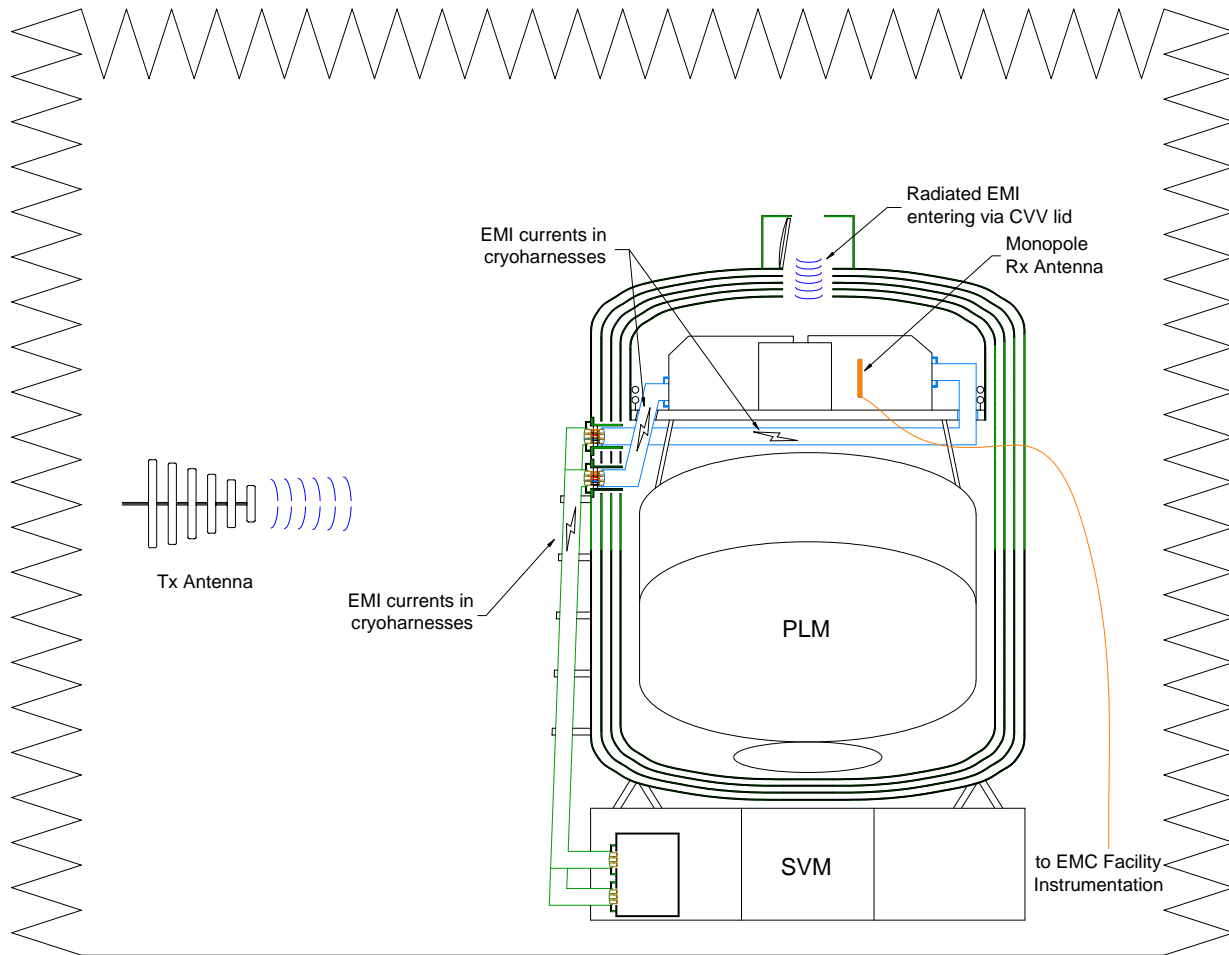 Radiated EMI
entering via CVV lid
EMI currents in
cryoharnesses
Monopole
Rx Antenna
Tx Antenna
EMI currents in
cryoharnesses
PLM
SVM
to EMC Facility
Instrumentation